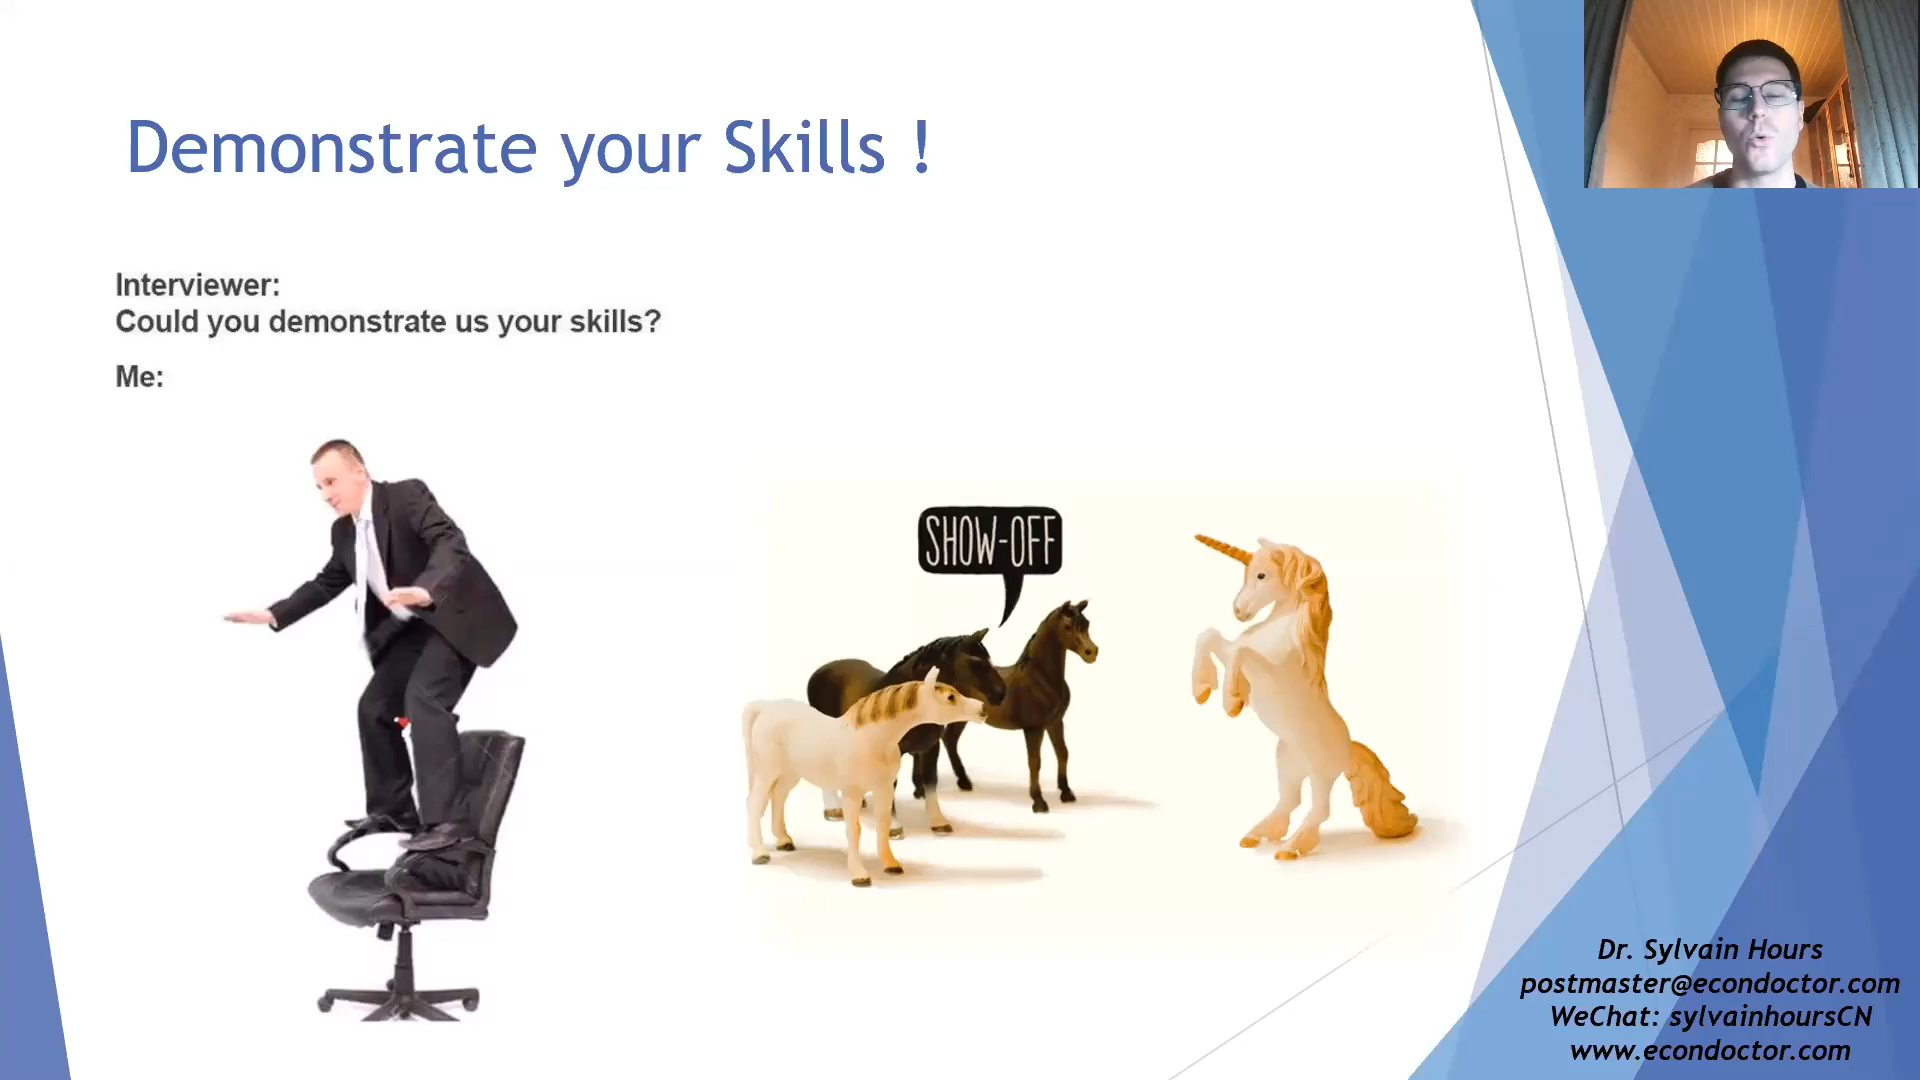 Demonstrate your Skills !
Interviewer:
Could you demonstrate us your skills?
Me:
SHOW-OFF
Dr. Sylvain Hours
postmaster@econdoctor.com
WeChat: sylvainhoursCN
www.econdoctor.com